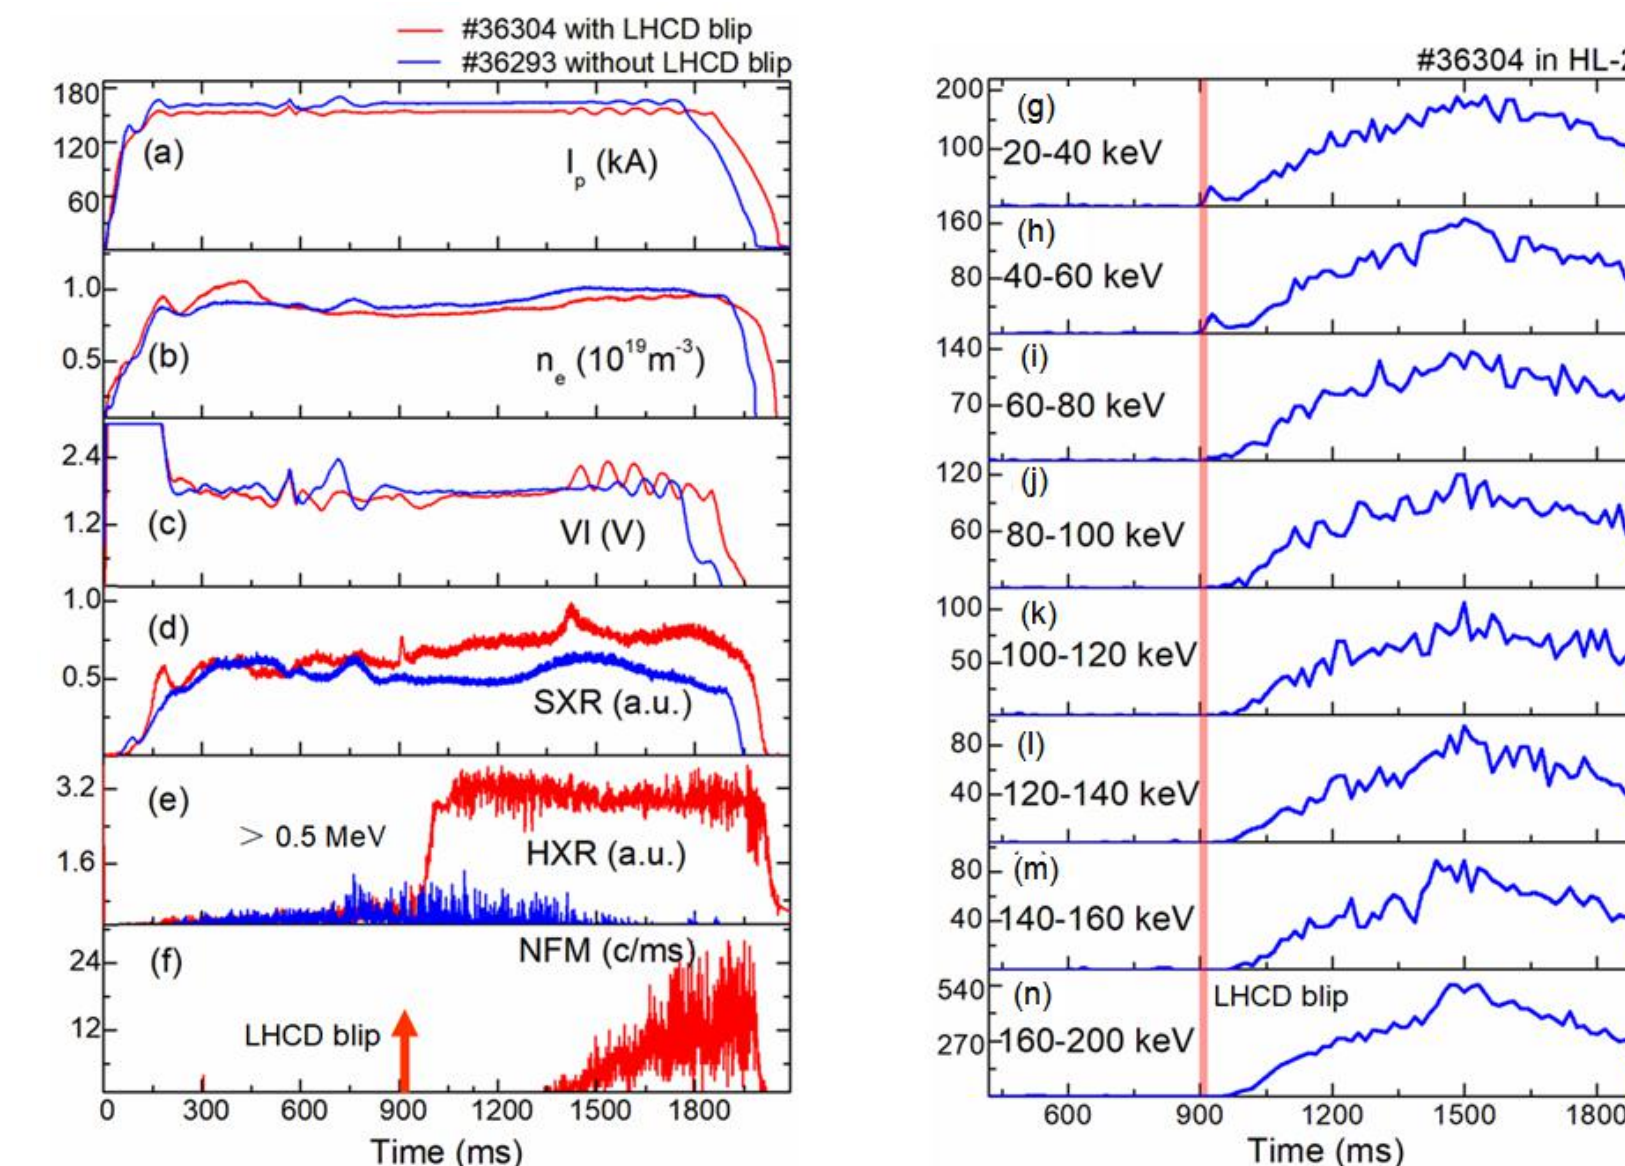 #36304 with LHCD blip
#36293 without LHCD blip
180
120
60
(a)
Ip (kA)
1.0
0.5
(b)
ne (10^19 m^-3)
2.4
1.2
(c)
Vl (V)
1.0
0.5
(d)
SXR (a.u.)
3.2
1.6
(e)
> 0.5 MeV
HXR (a.u.)
24
12
(f)
NFM (c/ms)
LHCD blip
0 300 600 900 1200 1500 1800
Time (ms)
#36304 in HL-2
200
100
(g)
20-40 keV
160
80
(h)
40-60 keV
140
70
(i)
60-80 keV
120
60
(j)
80-100 keV
100
50
(k)
100-120 keV
80
40
(l)
120-140 keV
80
40
(m)
140-160 keV
540
270
(n)
LHCD blip
160-200 keV
600 900 1200 1500 1800
Time (ms)